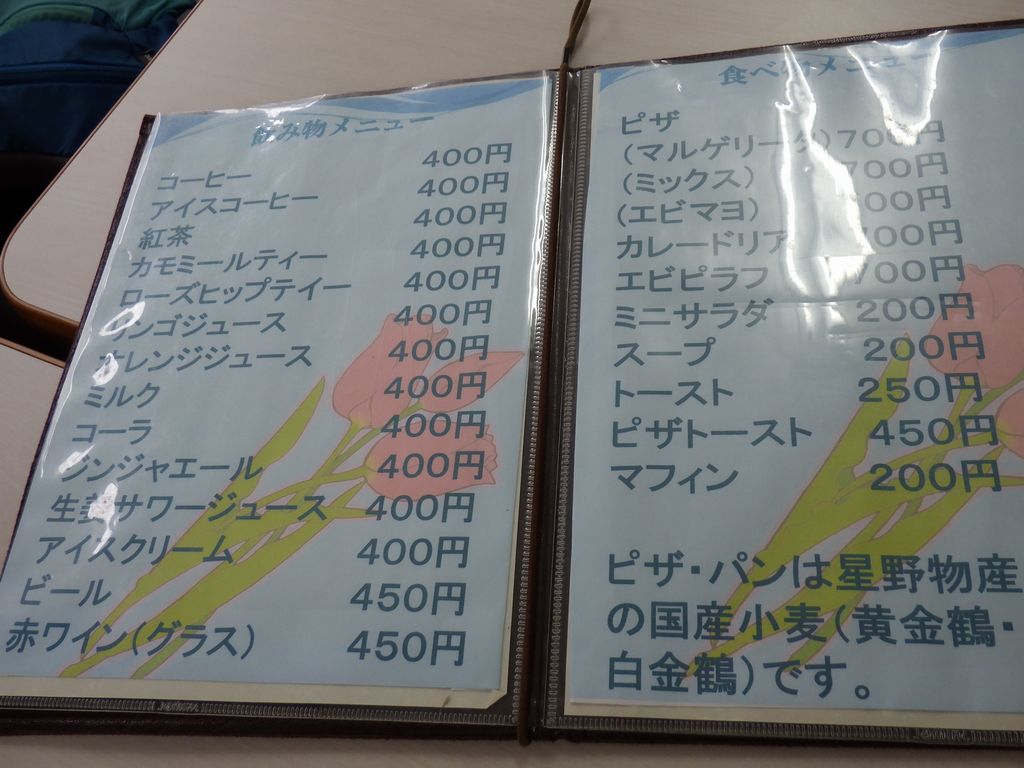 飲み物メニュー
コーヒー 400円
アイスコーヒー 400円
紅茶 400円
カモミールティー 400円
ローズヒップテイー 400円
リンゴジュース 400円
オレンジジュース 400円
ミルク 400円
コーラ 400円
ジンジャエール 400円
生姜サワージュース 400円
アイスクリーム 400円
ビール 450円
赤ワイン(グラス) 450円
食べ物メニュー
ピザ
(マルゲリータ) 700円
(ミックス) 700円
(エビマヨ)
カレードリア 700円
エビピラフ 700円
ミニサラダ 200円
スープ 200円
トースト 250円
ピザトースト 450円
マフィン 200円
ピザ・パンは星野物産
の国産小麦(黄金鶴・
白金鶴)です。